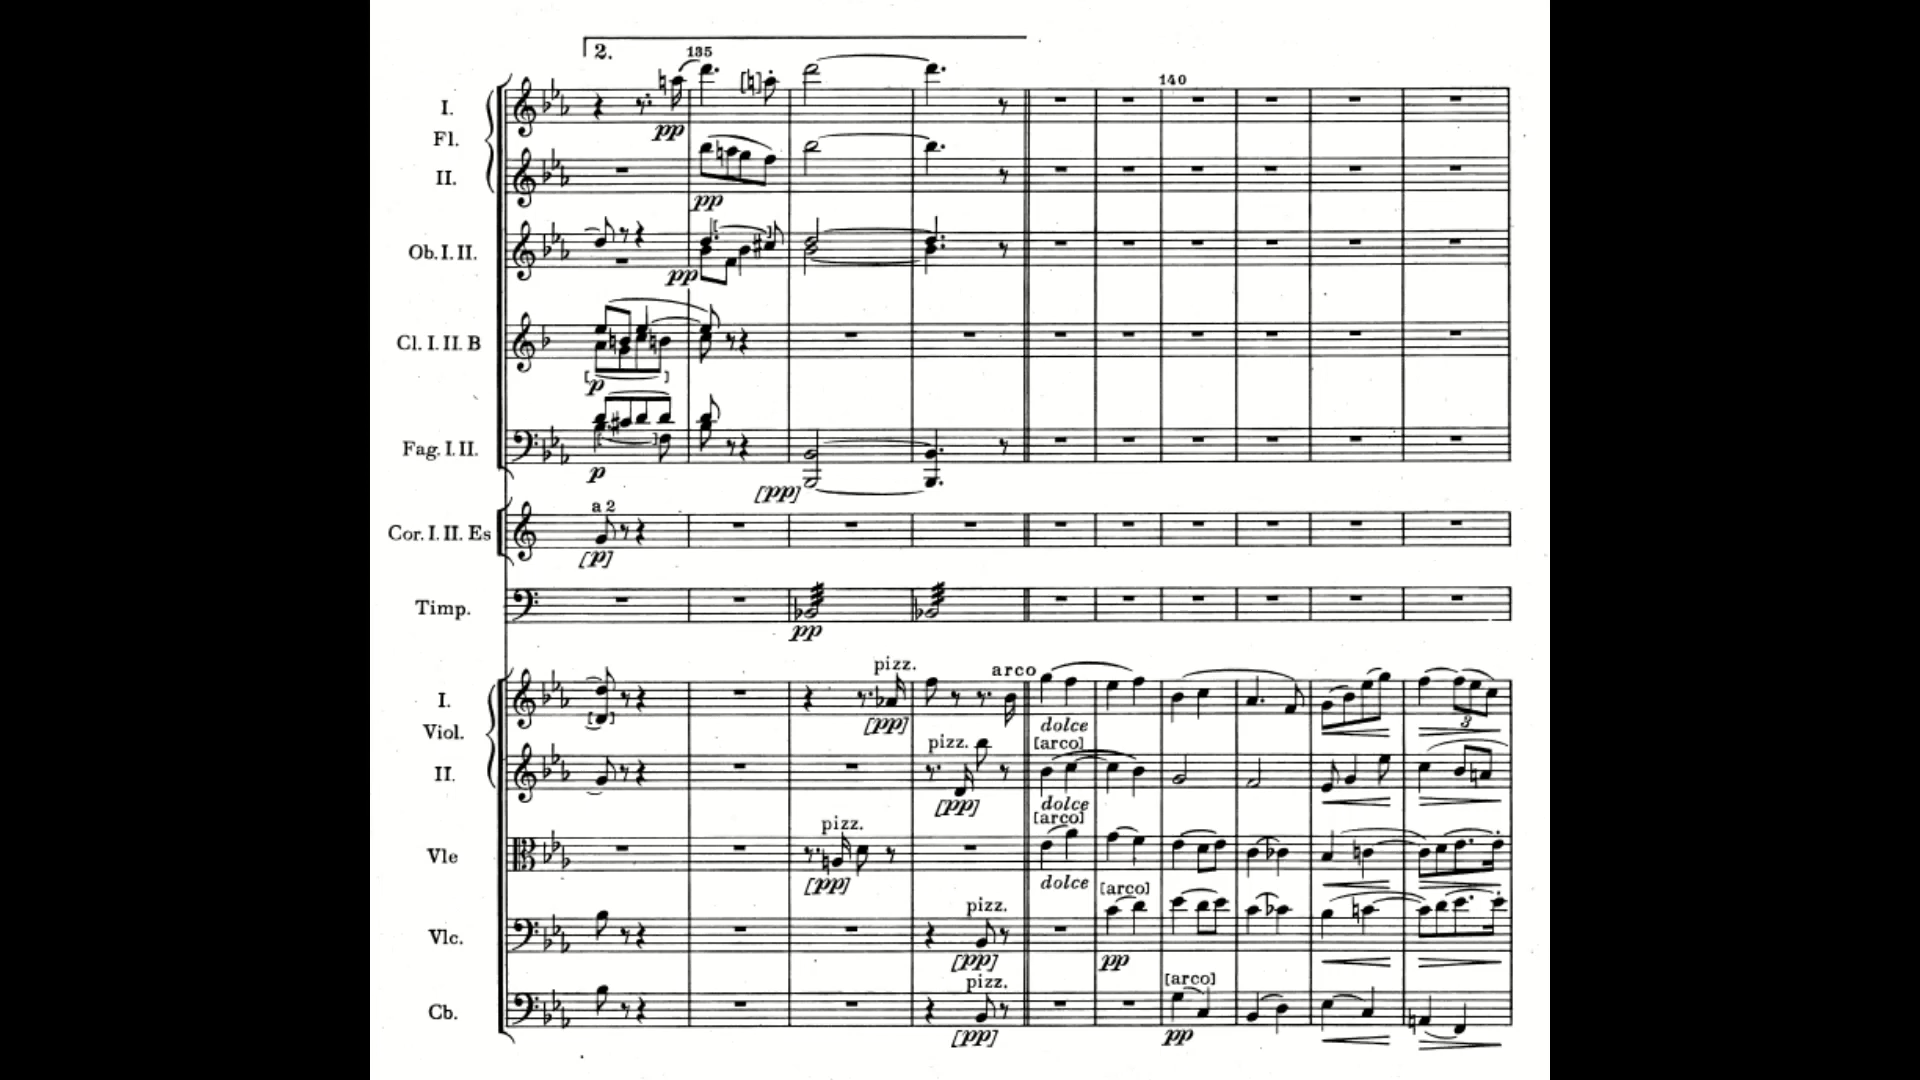 2.
135
140
I.
pp
Fl.
II.
pp
Ob. I. II.
pp
Cl. I. II. B
p
Fag. I. II.
p
[pp]
a 2
Cor. I. II. Es
[p]
Timp.
pp
pizz.
arco
I.
[pp]
dolce
3
Viol.
pizz.
[arco]
II.
[pp]
dolce
pizz.
[arco]
Vle
[pp]
dolce
[arco]
pizz.
Vlc.
[pp]
pp
pizz.
[arco]
Cb.
[pp]
pp